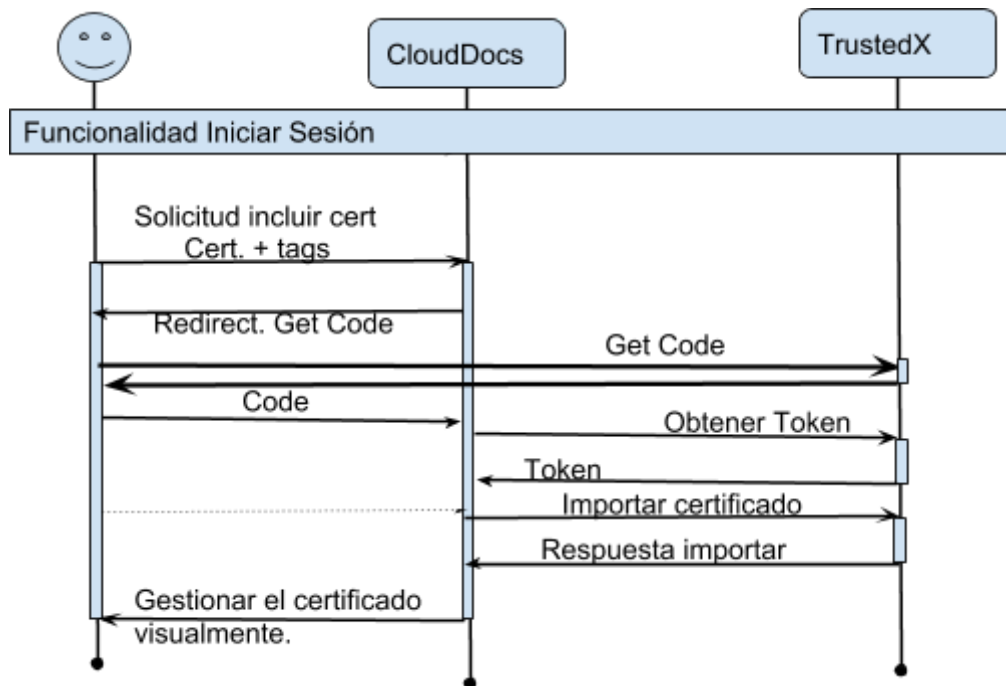 CloudDocs
TrustedX
Funcionalidad Iniciar Sesión
Solicitud incluir cert
Cert. + tags
Redirect. Get Code
Get Code
Code
Obtener Token
Token
Importar certificado
Respuesta importar
Gestionar el certificado
visualmente.